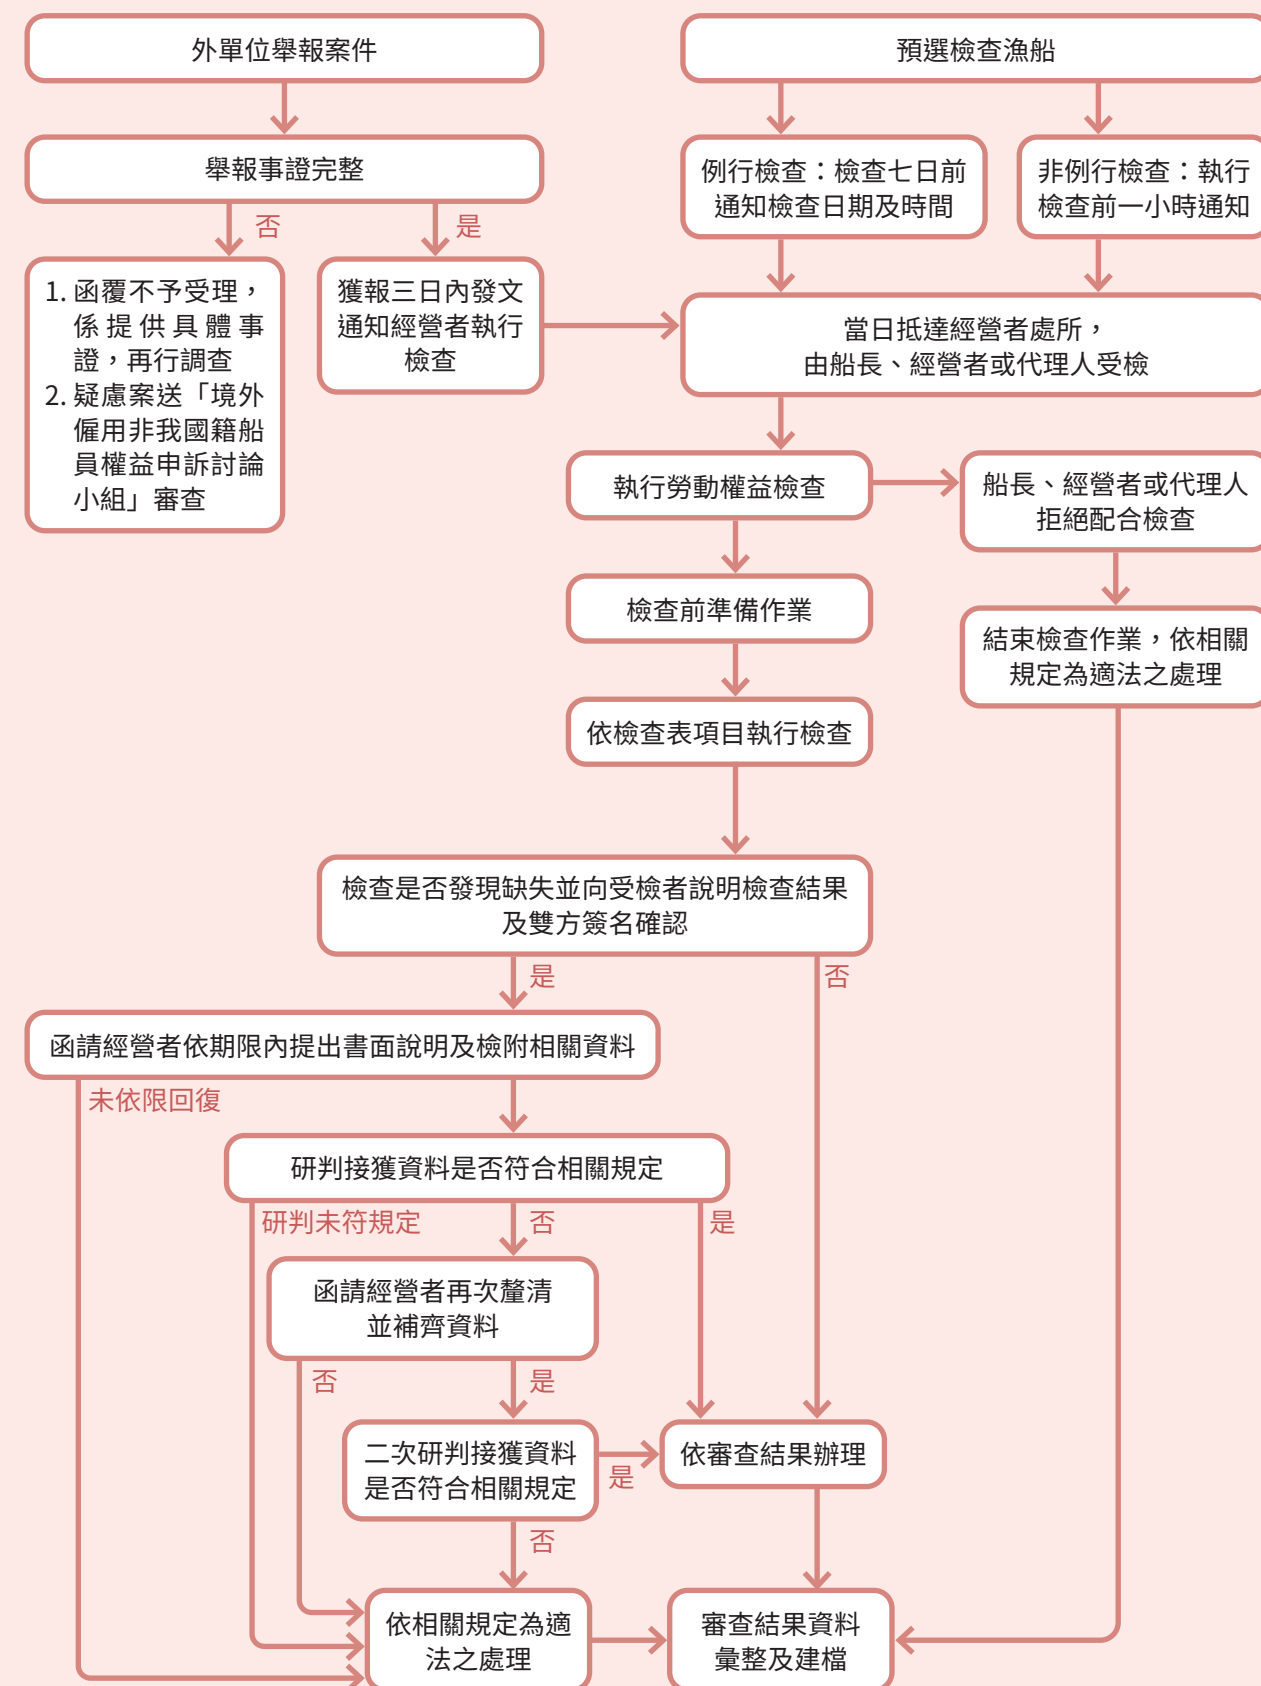 外單位舉報案件
預選檢查漁船
舉報事證完整
例行檢查：檢查七日前
通知檢查日期及時間
非例行檢查：執行
檢查前一小時通知
否
是
1. 函覆不予受理，
係提供具體事
證，再行調查
2. 疑慮案送「境外
僱用非我國籍船
員權益申訴討論
小組」審查
獲報三日內發文
通知經營者執行
檢查
當日抵達經營者處所，
由船長、經營者或代理人受檢
執行勞動權益檢查
船長、經營者或代理人
拒絕配合檢查
檢查前準備作業
結束檢查作業，依相關
規定為適法之處理
依檢查表項目執行檢查
檢查是否發現缺失並向受檢者說明檢查結果
及雙方簽名確認
是
否
函請經營者依期限內提出書面說明及檢附相關資料
未依限回復
研判接獲資料是否符合相關規定
研判未符規定
否
是
函請經營者再次釐清
並補齊資料
否
是
二次研判接獲資料
是否符合相關規定
是
依審查結果辦理
否
依相關規定為適
法之處理
審查結果資料
彙整及建檔